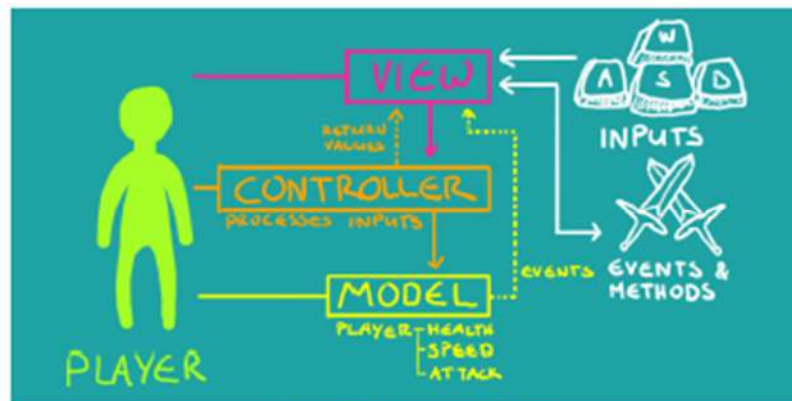 VIEW
W
A S D
INPUTS
RETURN
VALUES
CONTROLLER
PROCESSES INPUTS
EVENTS
EVENTS &
METHODS
MODEL
PLAYER HEALTH
SPEED
ATTACK
PLAYER